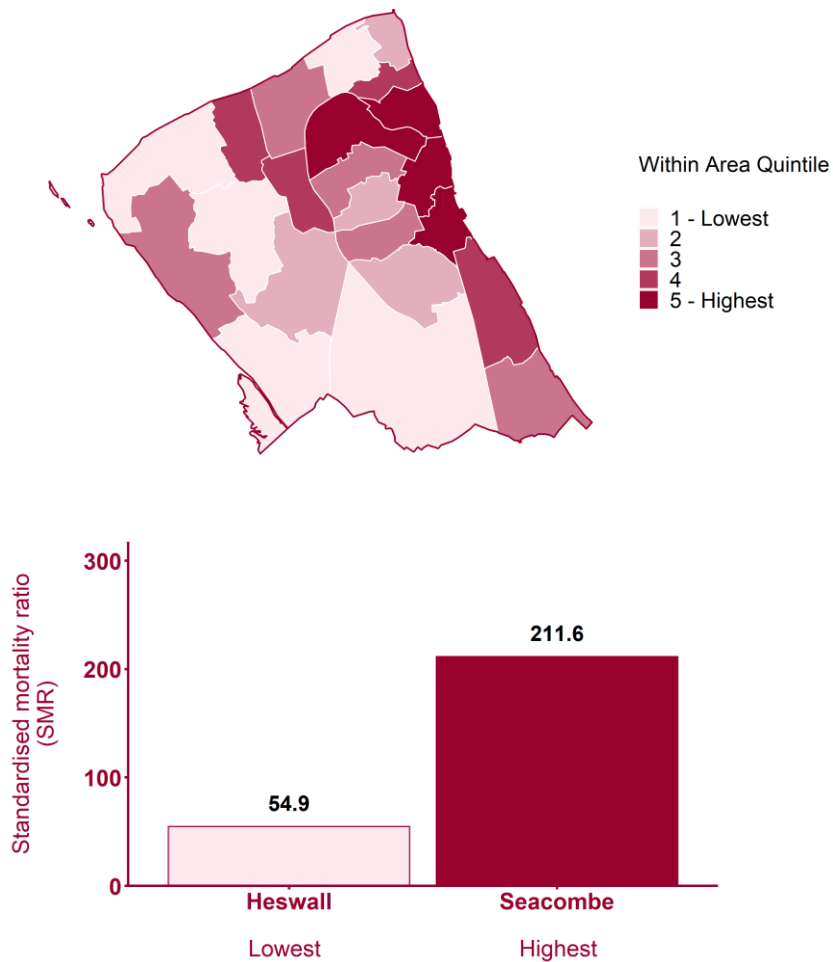 Within Area Quintile
1 - Lowest
2
3
4
5 - Highest
Standardised mortality ratio
(SMR)
300
200
100
0
54.9
211.6
Heswall
Seacombe
Lowest
Highest